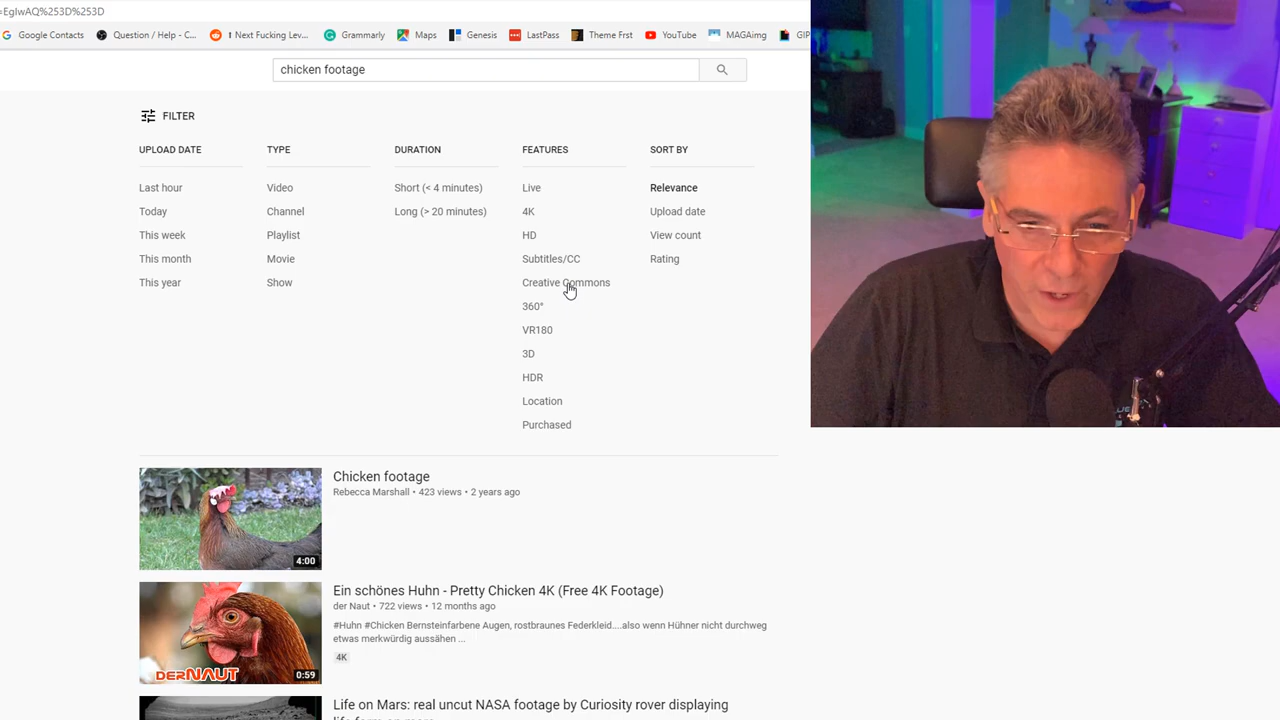 =EgIwAQ%253D%253D
Google Contacts Question / Help - C... ! Next Fucking Lev... Grammarly Maps Genesis LastPass Theme Frst YouTube MAGAimg GIP
chicken footage
FILTER
UPLOAD DATE TYPE DURATION FEATURES SORT BY
Last hour Video Short (< 4 minutes) Live Relevance
Today Channel Long (> 20 minutes) 4K Upload date
This week Playlist HD View count
This month Movie Subtitles/CC Rating
This year Show Creative Commons
360°
VR180
3D
HDR
Location
Purchased
Chicken footage
Rebecca Marshall • 423 views • 2 years ago
4:00
Ein schönes Huhn - Pretty Chicken 4K (Free 4K Footage)
der Naut • 722 views • 12 months ago
#Huhn #Chicken Bernsteinfarbene Augen, rostbraunes Federkleid....also wenn Hühner nicht durchweg
etwas merkwürdig aussähen ...
4K
DERNAUT 0:59
Life on Mars: real uncut NASA footage by Curiosity rover displaying